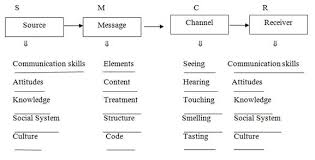 S M C R
Source Message Channel Receiver
Communication skills Elements Seeing Communication skills
Attitudes Content Hearing Attitudes
Knowledge Treatment Touching Knowledge
Social System Structure Smelling Social System
Culture Code Tasting Culture